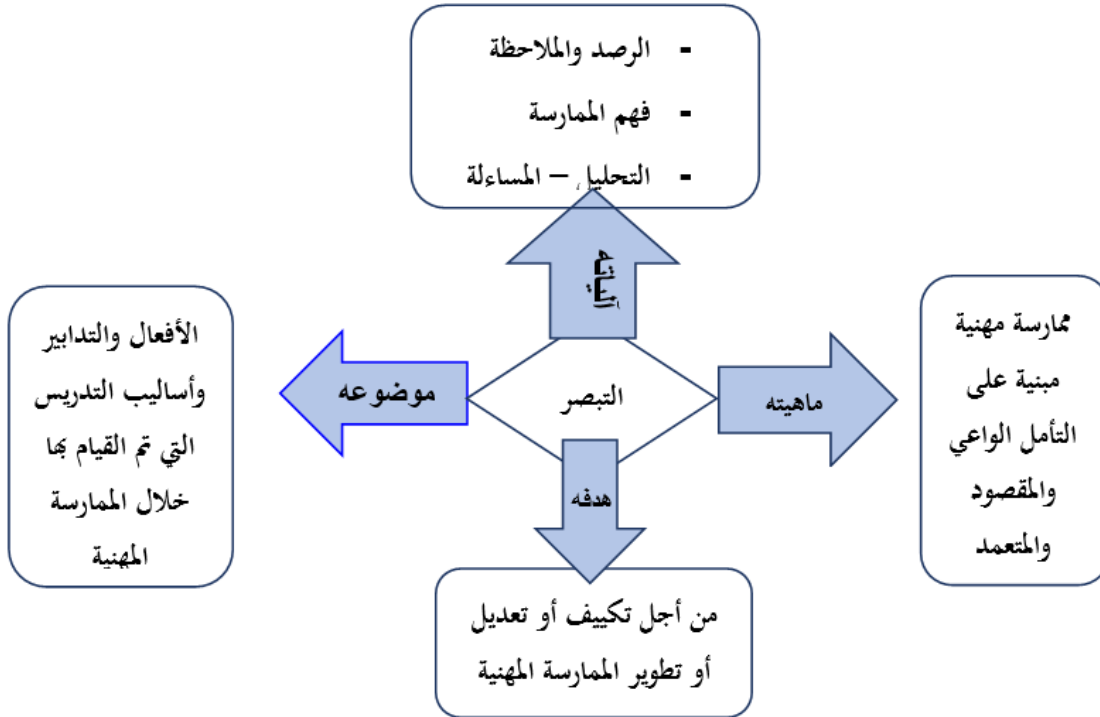 - الرصد والملاحظة
- فهم الممارسة
- التحليل – المساءلة
آلياته
ممارسة مهنية
مبنية على
التأمل الواعي
والمقصود
والمتعمد
ماهيته
التبصر
موضوعه
الأفعال والتدابير
وأساليب التدريس
التي تم القيام بها
خلال الممارسة
المهنية
هدفه
من أجل تكييف أو تعديل
أو تطوير الممارسة المهنية